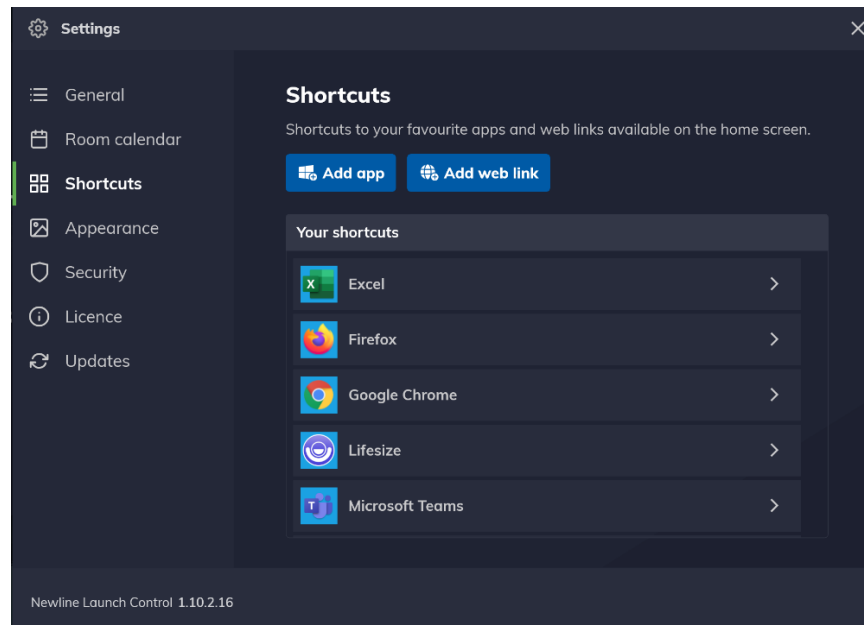 Settings
General
Room calendar
Shortcuts
Appearance
Security
Licence
Updates
Shortcuts
Shortcuts to your favourite apps and web links available on the home screen.
Add app
Add web link
Your shortcuts
Excel
Firefox
Google Chrome
Lifesize
Microsoft Teams
Newline Launch Control 1.10.2.16